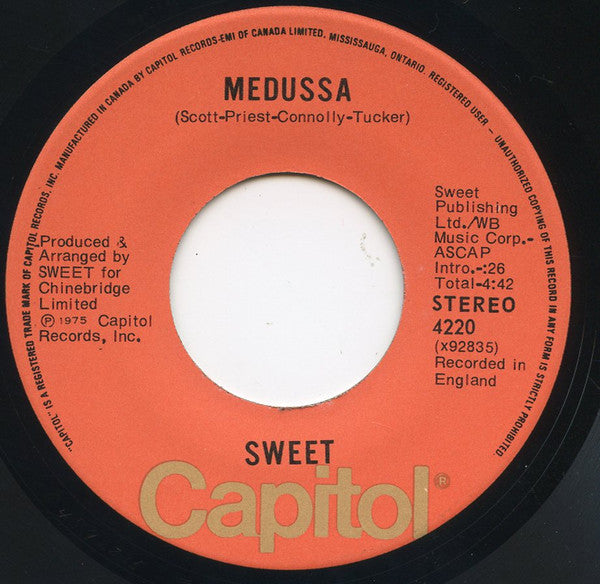 MANUFACTURED IN CANADA BY CAPITOL RECORDS-EMI OF CANADA LIMITED, MISSISSAUGA, ONTARIO. REGISTERED USER – UNAUTHORIZED COPYING OF THIS RECORD IN ANY FORM IS STRICTLY PROHIBITED.
"CAPITOL" IS A REGISTERED TRADE MARK OF CAPITOL RECORDS, INC.
MEDUSSA
(Scott-Priest-Connolly-Tucker)
Produced &
Arranged by
SWEET for
Chinebridge
Limited
Ⓟ 1975 Capitol
Records, Inc.
Sweet
Publishing
Ltd./WB
Music Corp.-
ASCAP
Intro.-:26
Total-4:42
STEREO
4220
(x92835)
Recorded in
England
SWEET
Capitol®